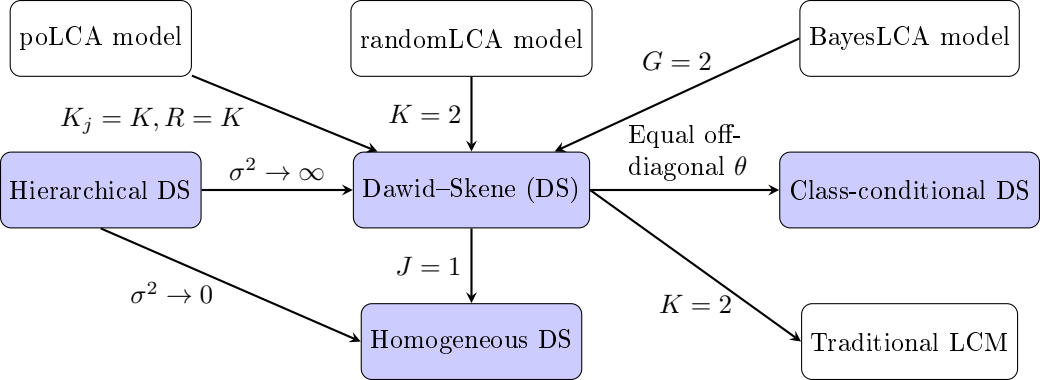 poLCA model
randomLCA model
BayesLCA model
K_j = K, R = K
K = 2
G = 2
Equal off-
diagonal θ
Hierarchical DS
σ² → ∞
Dawid–Skene (DS)
Class-conditional DS
J = 1
σ² → 0
K = 2
Homogeneous DS
Traditional LCM